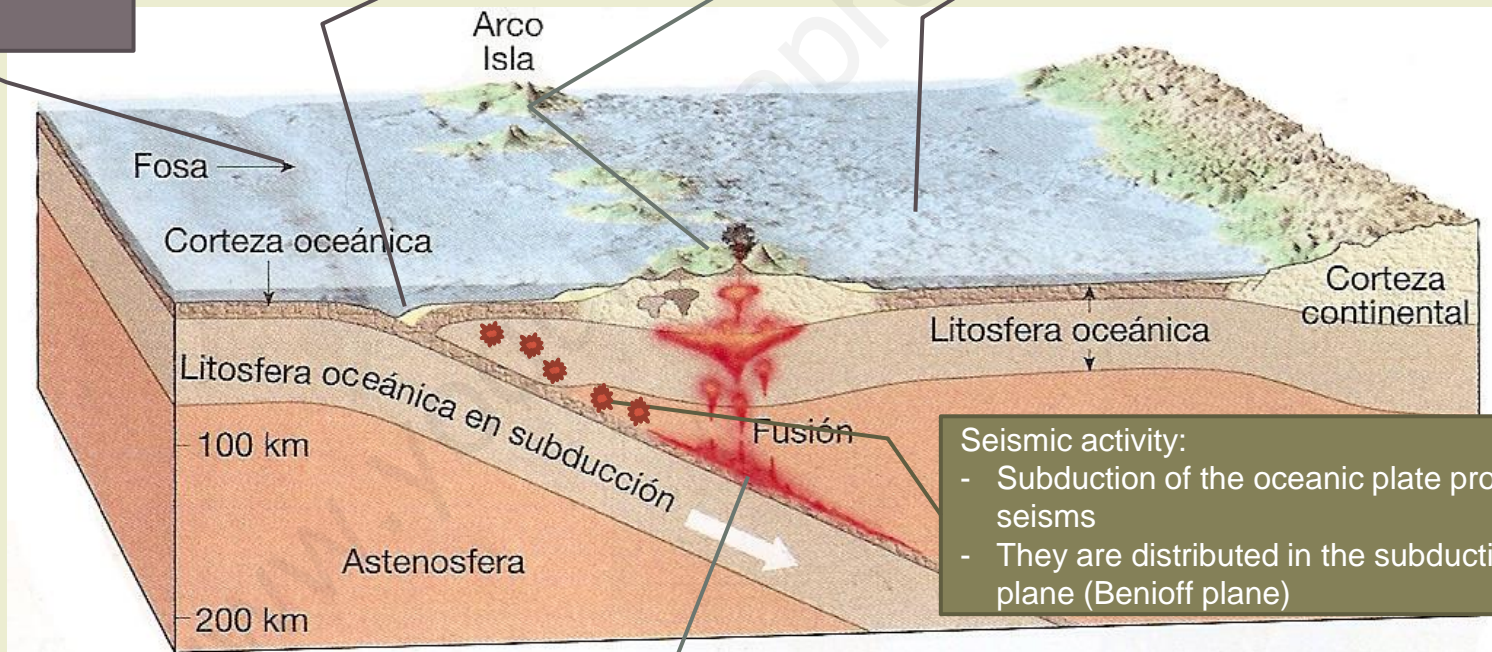 Arco
Isla
Fosa
Corteza oceánica
Corteza
continental
Litosfera oceánica
Litosfera oceánica en subducción
Fusión
100 km
Astenosfera
200 km
Seismic activity:
- Subduction of the oceanic plate pro
seisms
- They are distributed in the subducti
plane (Benioff plane)